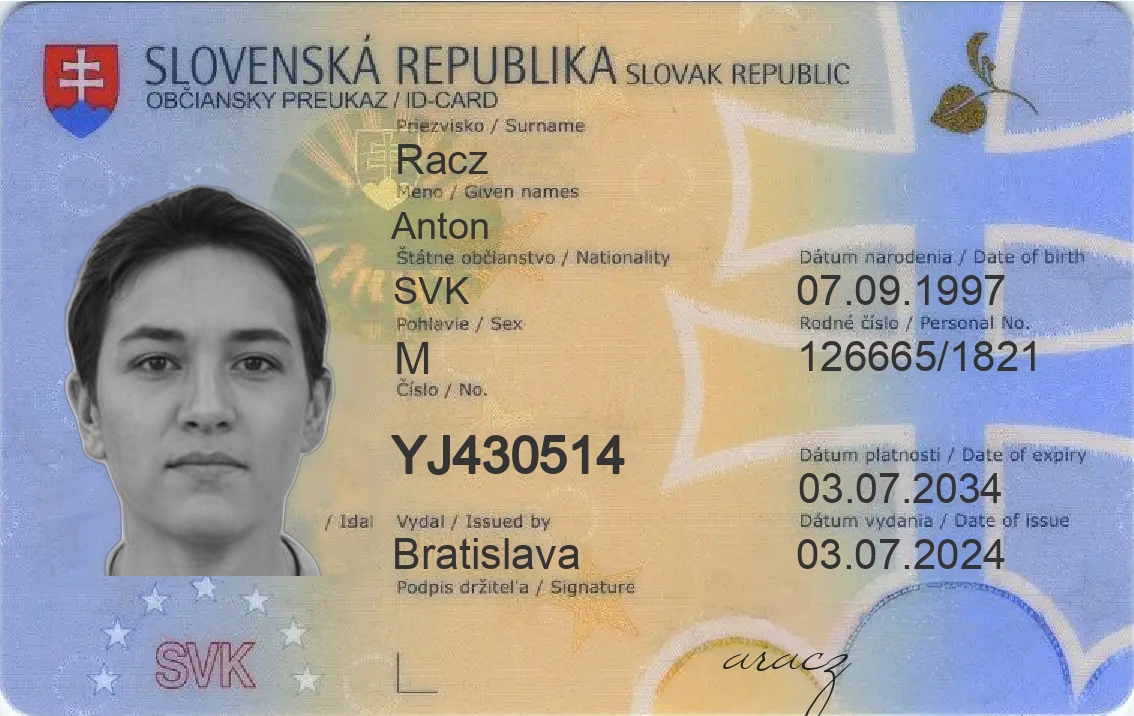 SLOVENSKÁ REPUBLIKA SLOVAK REPUBLIC
OBČIANSKY PREUKAZ / ID-CARD
Priezvisko / Surname
Racz
Meno / Given names
Anton
Štátne občianstvo / Nationality
SVK
Dátum narodenia / Date of birth
07.09.1997
Pohlavie / Sex
M
Rodné číslo / Personal No.
126665/1821
Číslo / No.
YJ430514
Dátum platnosti / Date of expiry
03.07.2034
/ Isdal Vydal / Issued by
Bratislava
Dátum vydania / Date of issue
03.07.2024
Podpis držiteľa / Signature
SVK
aracz